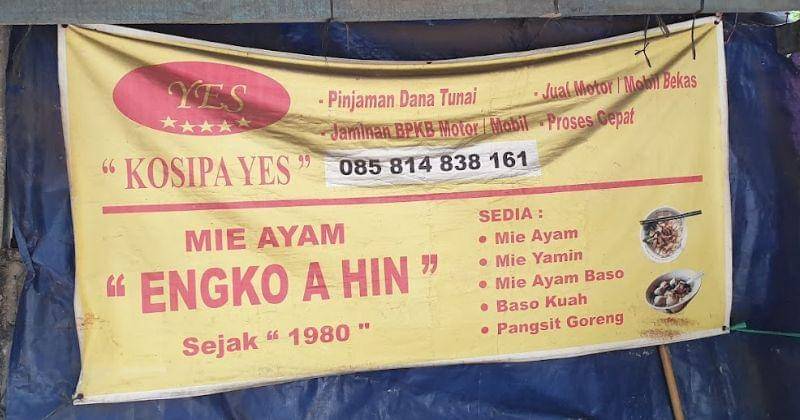 YES
- Pinjaman Dana Tunai
- Jual Motor / Mobil Bekas
- Jaminan BPKB Motor / Mobil
- Proses Cepat
“ KOSIPA YES ”
085 814 838 161
MIE AYAM
“ ENGKO A HIN ”
Sejak “ 1980 "
SEDIA :
• Mie Ayam
• Mie Yamin
• Mie Ayam Baso
• Baso Kuah
• Pangsit Goreng